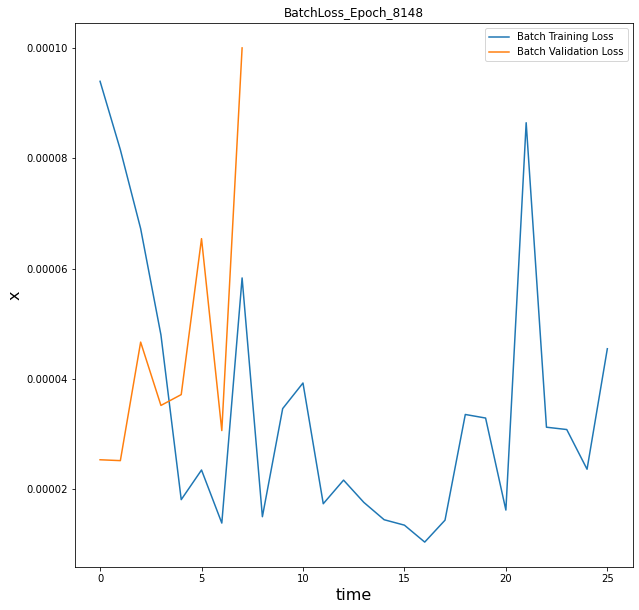 BatchLoss_Epoch_8148
Batch Training Loss
Batch Validation Loss
0.00010
0.00008
0.00006
0.00004
0.00002
x
0 5 10 15 20 25
time